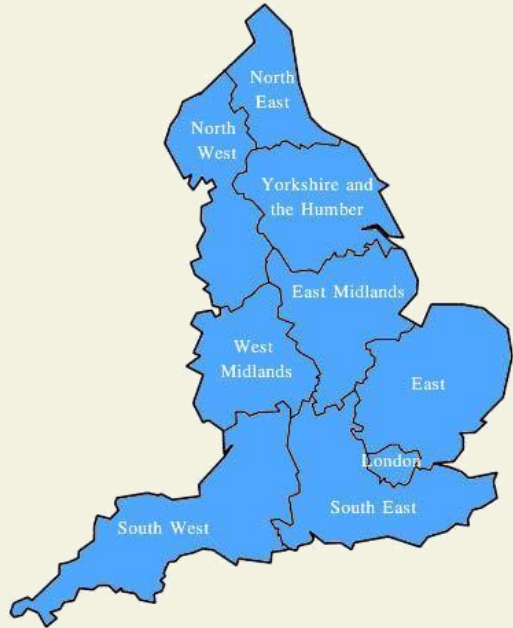 North
East
North
West
Yorkshire and
the Humber
East Midlands
West
Midlands
East
London
South East
South West